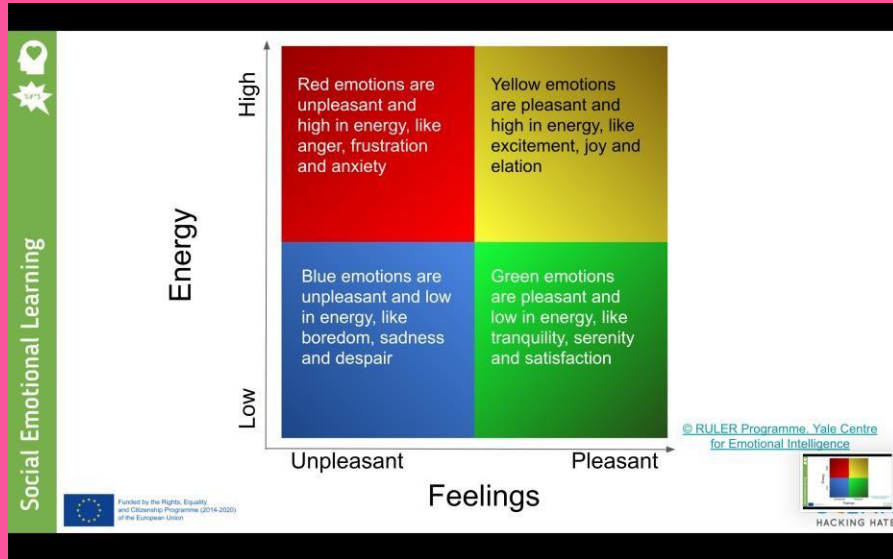 Social Emotional Learning
High
Energy
Low
Red emotions are
unpleasant and
high in energy, like
anger, frustration
and anxiety
Yellow emotions
are pleasant and
high in energy, like
excitement, joy and
elation
Blue emotions are
unpleasant and low
in energy, like
boredom, sadness
and despair
Green emotions
are pleasant and
low in energy, like
tranquility, serenity
and satisfaction
Unpleasant
Pleasant
Feelings
© RULER Programme. Yale Centre
for Emotional Intelligence
Funded by the Rights, Equality
and Citizenship Programme (2014-2020)
of the European Union
HACKING HATE